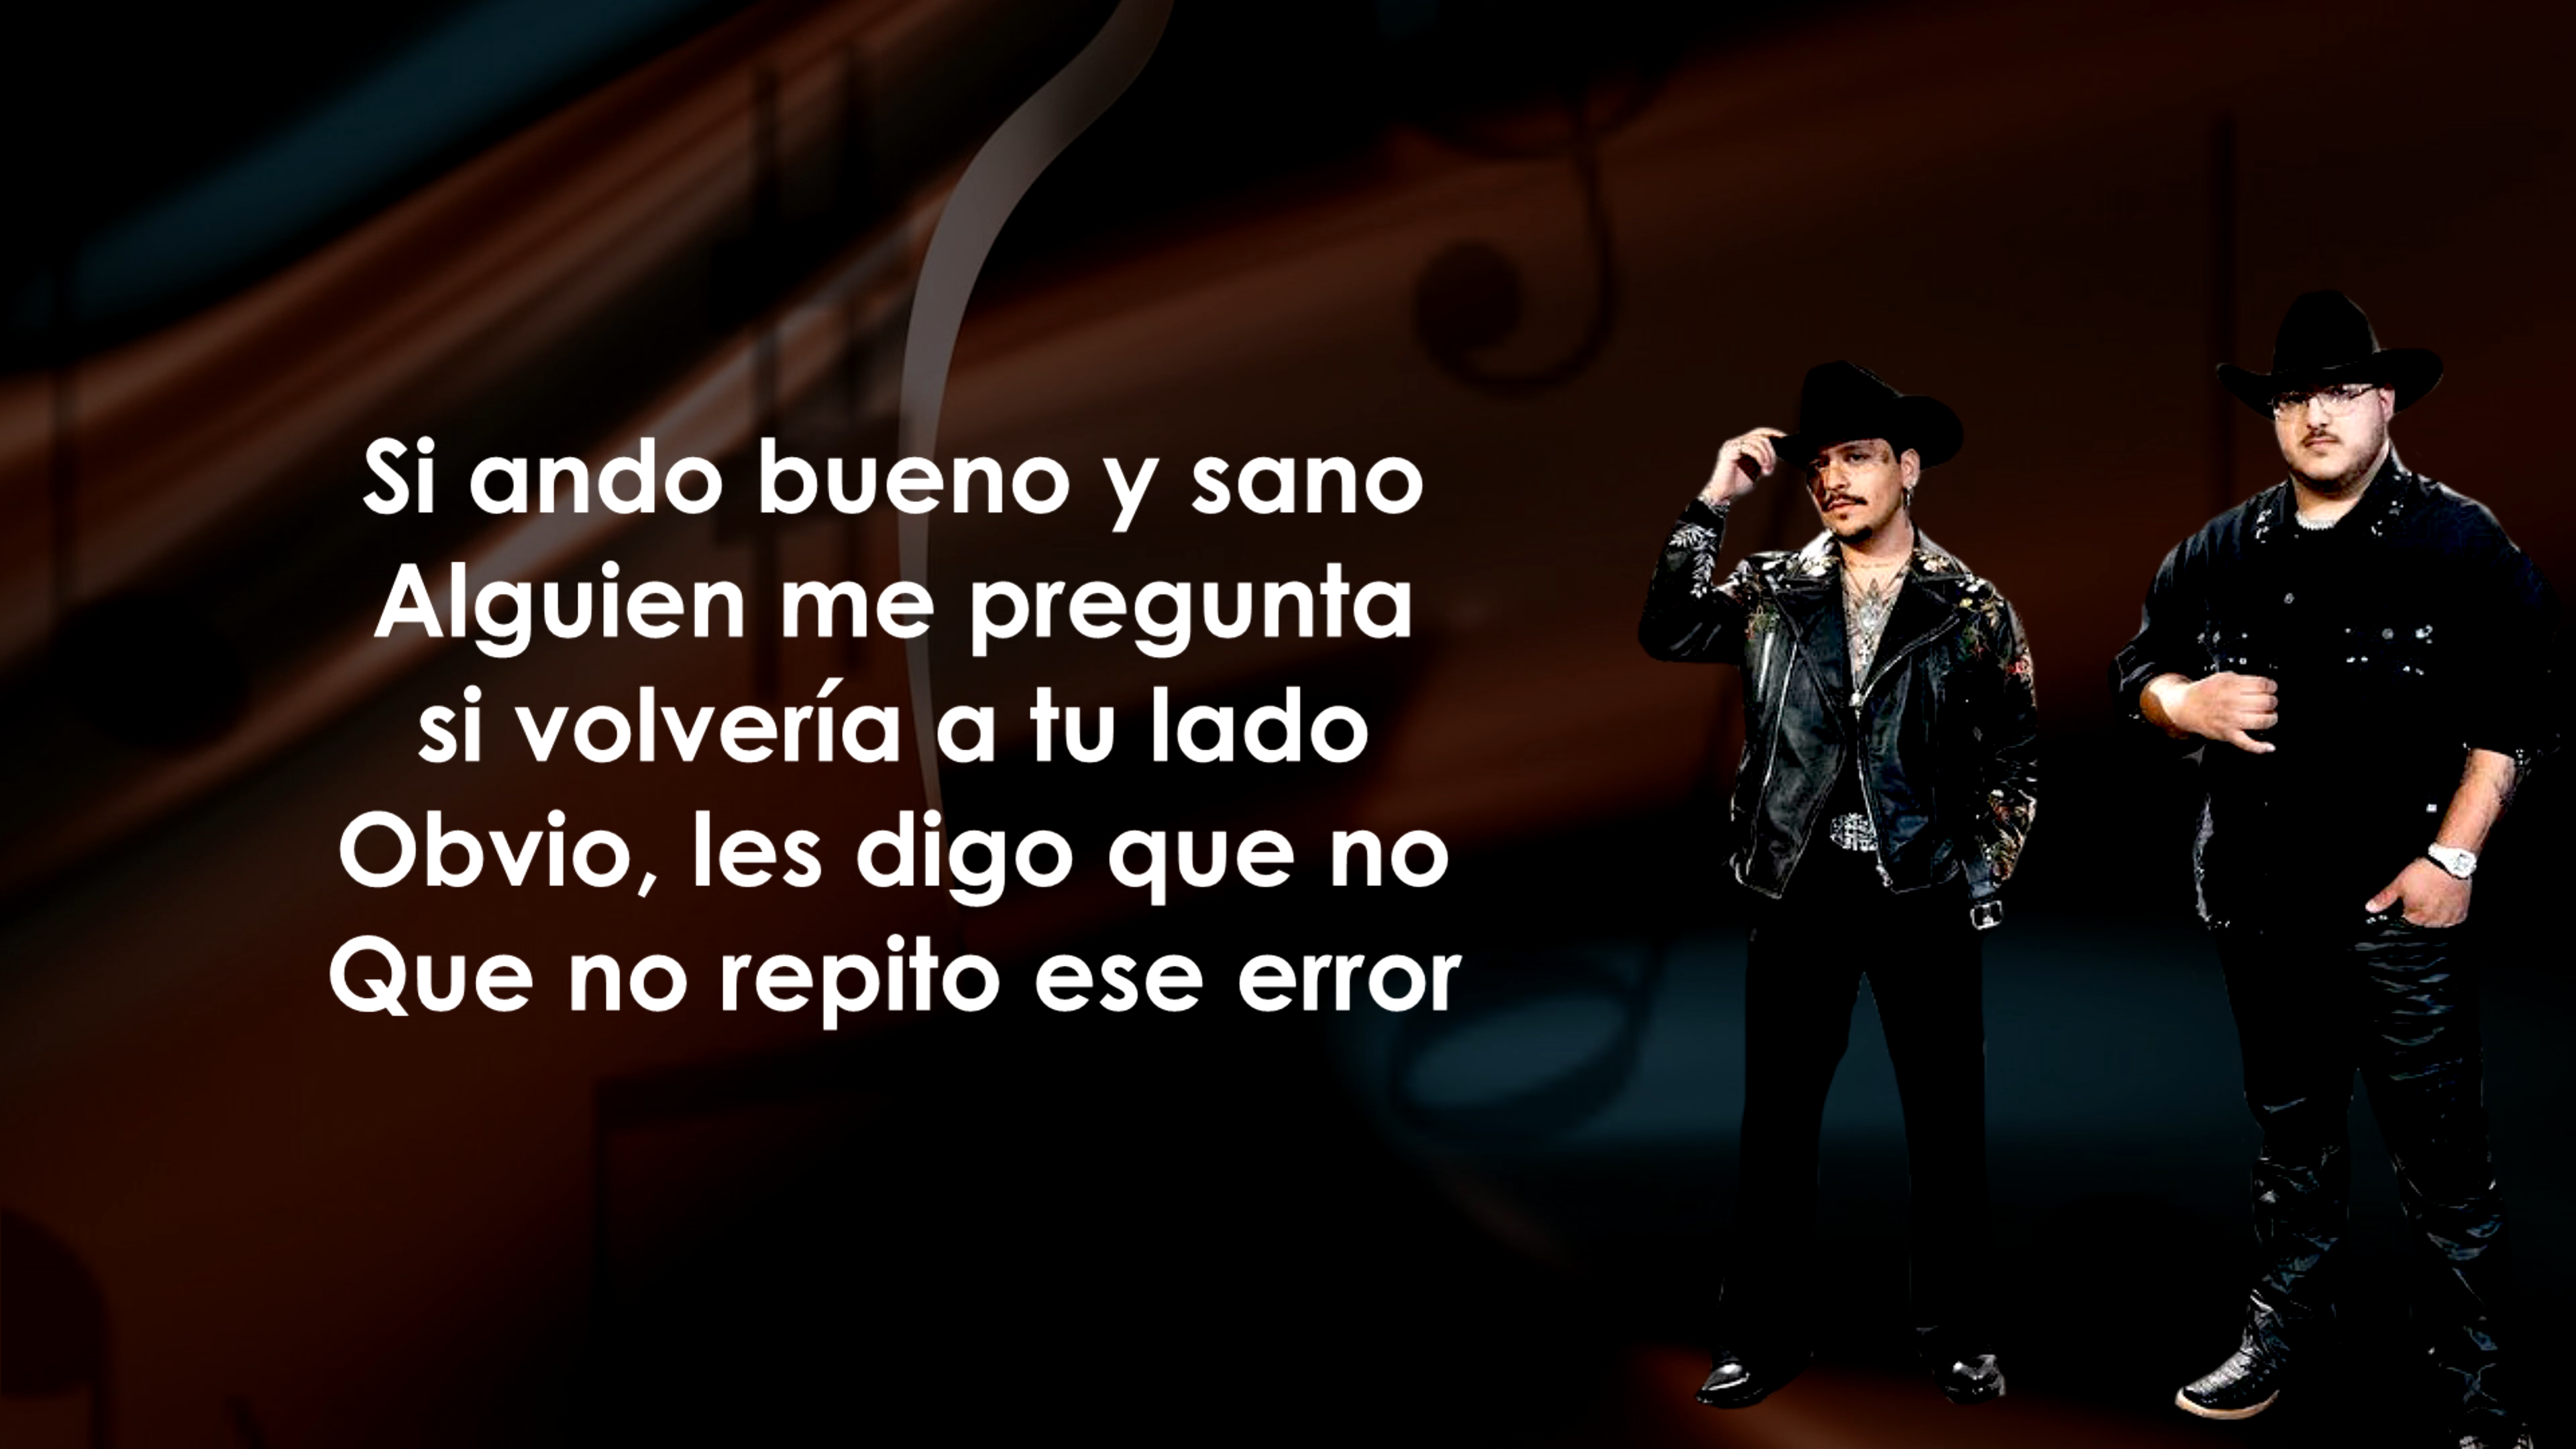 Si ando bueno y sano
Alguien me pregunta
si volvería a tu lado
Obvio, les digo que no
Que no repito ese error